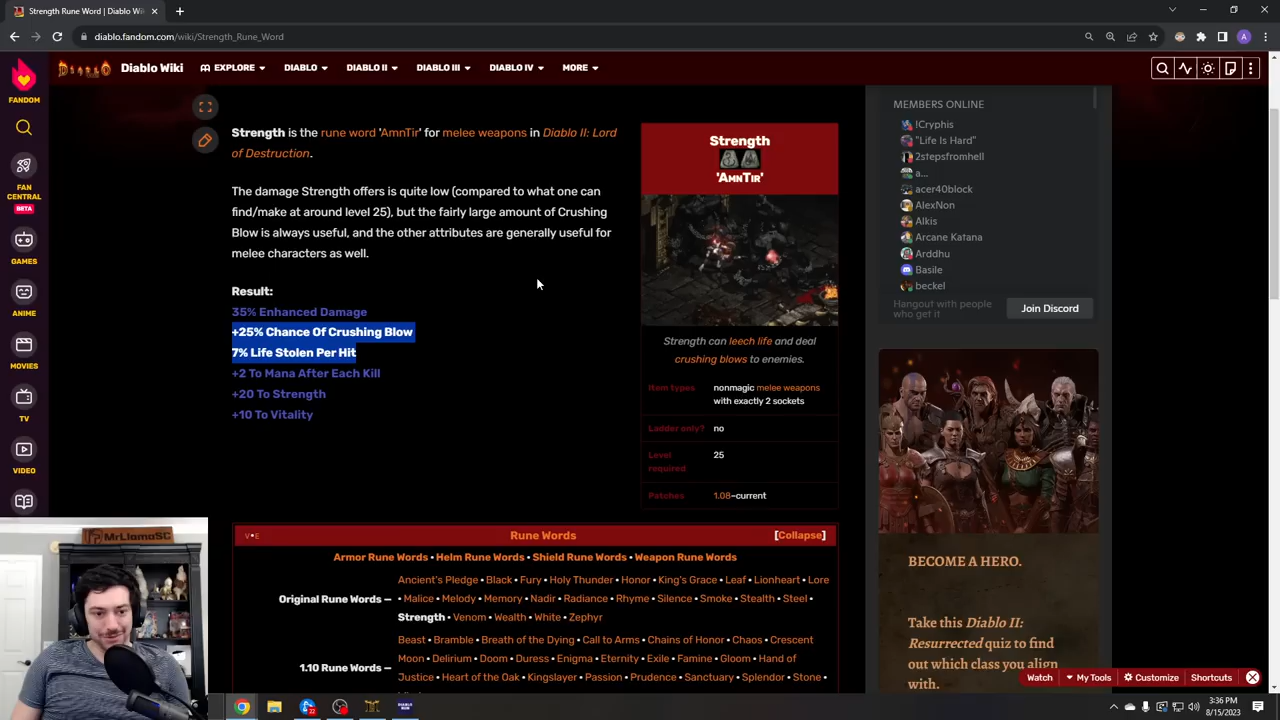 Strength Rune Word | Diablo Wiki
diablo.fandom.com/wiki/Strength_Rune_Word
A
FANDOM
FAN
CENTRAL
BETA
GAMES
ANIME
MOVIES
TV
VIDEO
DIABLO
Diablo Wiki
EXPLORE
DIABLO
DIABLO II
DIABLO III
DIABLO IV
MORE
Strength is the rune word 'AmnTir' for melee weapons in Diablo II: Lord
of Destruction.
The damage Strength offers is quite low (compared to what one can
find/make at around level 25), but the fairly large amount of Crushing
Blow is always useful, and the other attributes are generally useful for
melee characters as well.
Result:
35% Enhanced Damage
+25% Chance Of Crushing Blow
7% Life Stolen Per Hit
+2 To Mana After Each Kill
+20 To Strength
+10 To Vitality
Strength
'AmnTir'
Strength can leech life and deal
crushing blows to enemies.
Item types nonmagic melee weapons
with exactly 2 sockets
Ladder only? no
Level 25
required
Patches 1.08–current
V•E Rune Words [Collapse]
Armor Rune Words • Helm Rune Words • Shield Rune Words • Weapon Rune Words
Ancient's Pledge • Black • Fury • Holy Thunder • Honor • King's Grace • Leaf • Lionheart • Lore
Original Rune Words — • Malice • Melody • Memory • Nadir • Radiance • Rhyme • Silence • Smoke • Stealth • Steel •
Strength • Venom • Wealth • White • Zephyr
Beast • Bramble • Breath of the Dying • Call to Arms • Chains of Honor • Chaos • Crescent
Moon • Delirium • Doom • Duress • Enigma • Eternity • Exile • Famine • Gloom • Hand of
1.10 Rune Words —
Justice • Heart of the Oak • Kingslayer • Passion • Prudence • Sanctuary • Splendor • Stone •
MEMBERS ONLINE
!Cryphis
"Life Is Hard"
2stepsfromhell
a...
acer40block
AlexNon
Alkis
Arcane Katana
Arddhu
Basile
beckel
Hangout with people
who get it
Join Discord
BECOME A HERO.
Take this Diablo II:
Resurrected quiz to find
out which class you align
with.
Watch
My Tools
Customize
Shortcuts
MrLlamaSC
3:36 PM
8/15/2023